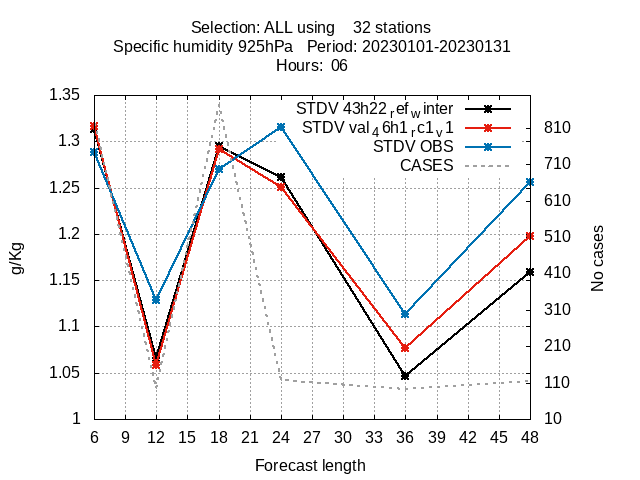 Selection: ALL using    32 stations
Specific humidity 925hPa   Period: 20230101-20230131
Hours:  06
STDV 43h22refwinter
STDV val46h1rc1v1
STDV OBS
CASES
1.35
1.3
1.25
1.2
1.15
1.1
1.05
1
g/Kg
810
710
610
510
410
310
210
110
10
No cases
6 9 12 15 18 21 24 27 30 33 36 39 42 45 48
Forecast length